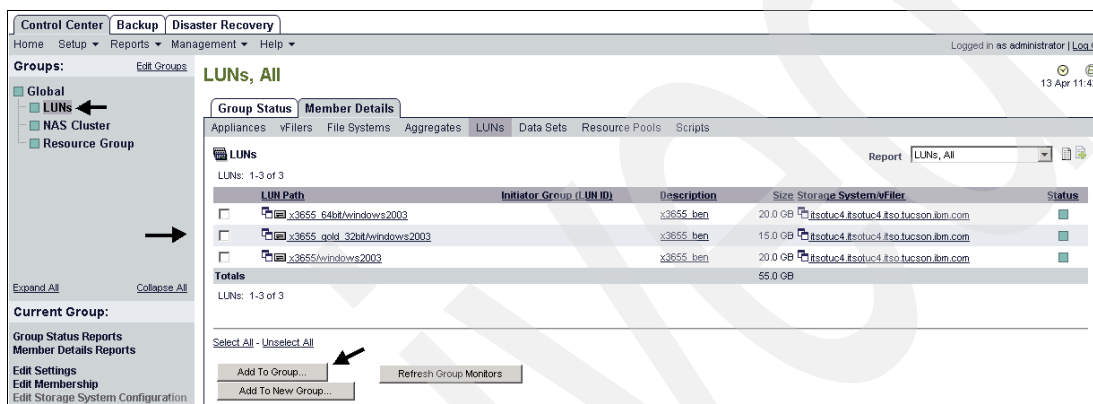 Control Center Backup Disaster Recovery
Home Setup Reports Management Help Logged in as administrator | Log
Groups: Edit Groups
Global
LUNs
NAS Cluster
Resource Group
Expand All Collapse All
Current Group:
Group Status Reports
Member Details Reports
Edit Settings
Edit Membership
Edit Storage System Configuration
LUNs, All
13 Apr 11:4
Group Status Member Details
Appliances vFilers File Systems Aggregates LUNs Data Sets Resource Pools Scripts
LUNs Report LUNs, All
LUNs: 1-3 of 3
LUN Path Initiator Group (LUN ID) Description Size Storage System/vFiler Status
x3655_64bit/windows2003 x3655_ben 20.0 GB itsotuc4.itsotuc4.itso.tucson.ibm.com
x3655_gold_32bit/windows2003 x3655_ben 15.0 GB itsotuc4.itsotuc4.itso.tucson.ibm.com
x3655/windows2003 x3655_ben 20.0 GB itsotuc4.itsotuc4.itso.tucson.ibm.com
Totals 55.0 GB
LUNs: 1-3 of 3
Select All - Unselect All
Add To Group... Refresh Group Monitors
Add To New Group...